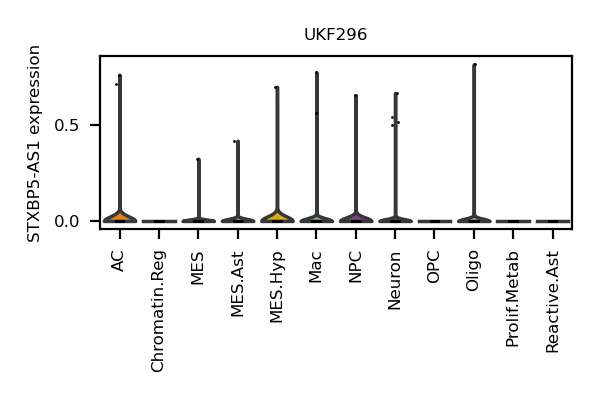 UKF296
STXBP5-AS1 expression
0.5
0.0
AC
Chromatin.Reg
MES
MES.Ast
MES.Hyp
Mac
NPC
Neuron
OPC
Oligo
Prolif.Metab
Reactive.Ast